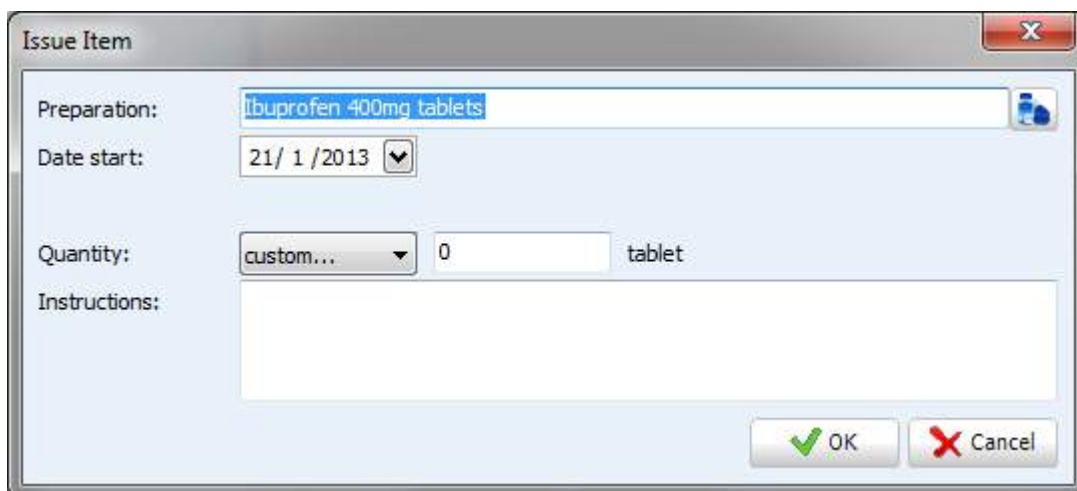 Issue Item
Preparation: Ibuprofen 400mg tablets
Date start: 21/ 1 /2013
Quantity: custom... 0 tablet
Instructions:
OK Cancel